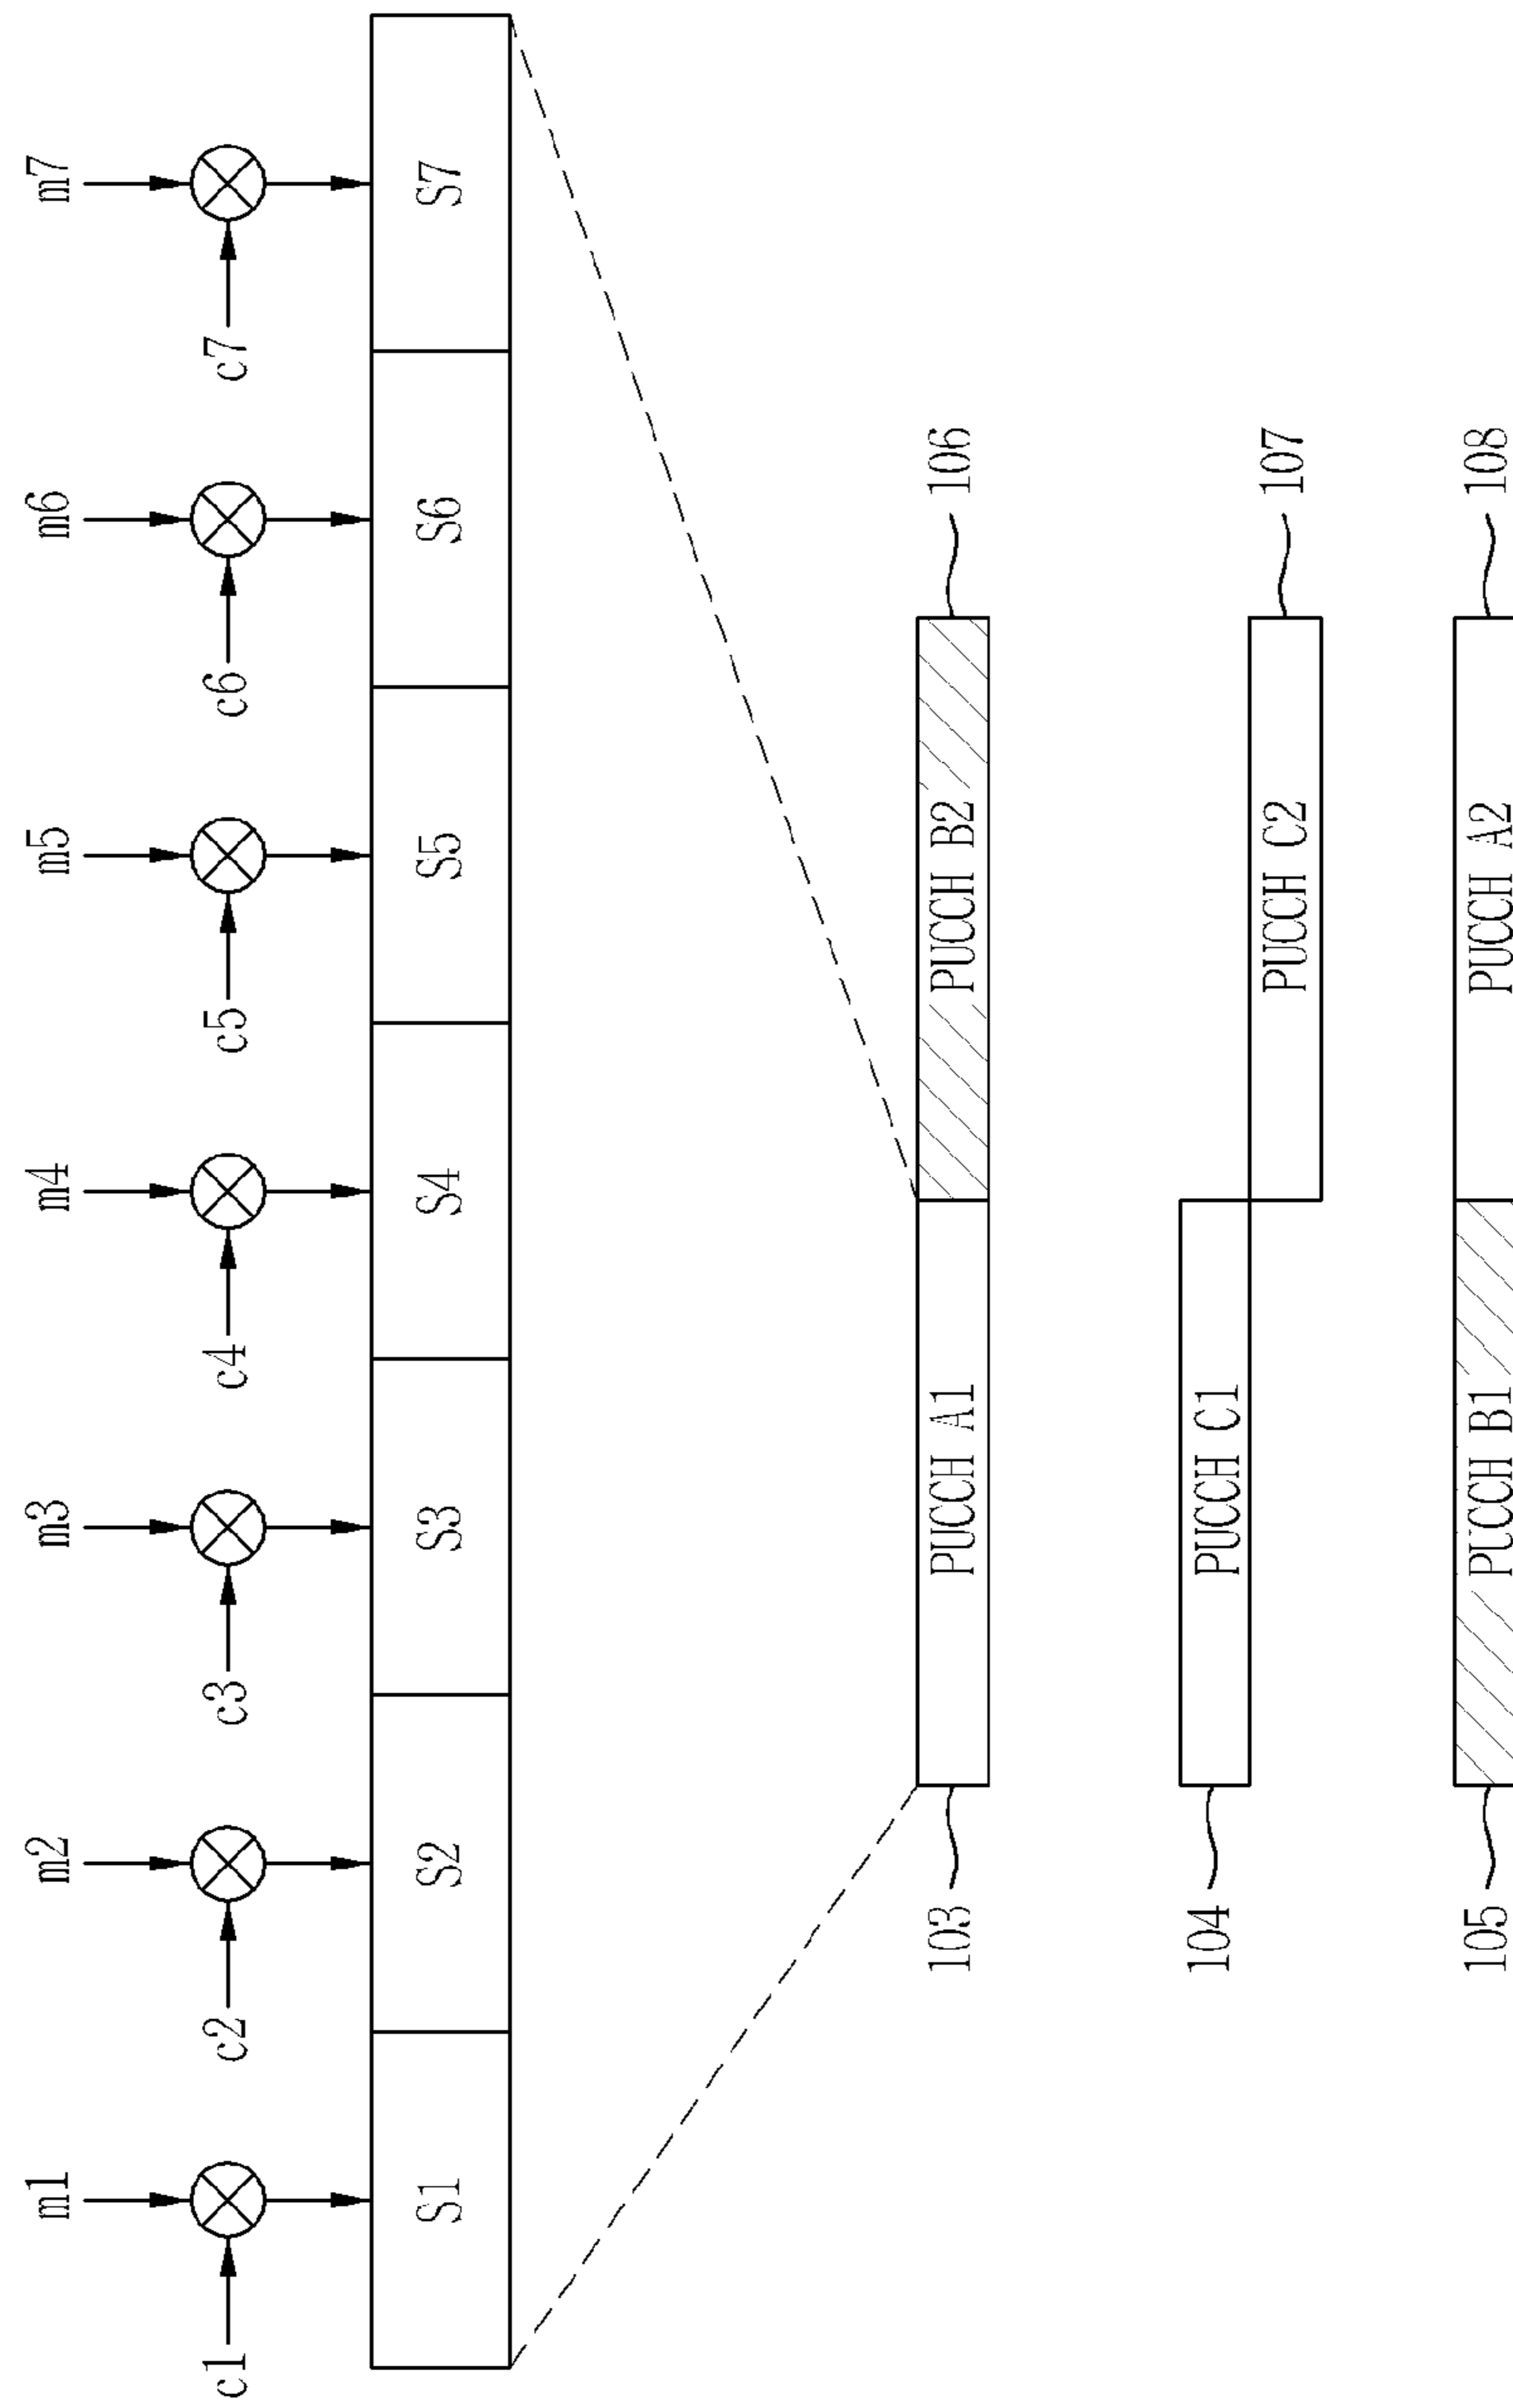 m1 m2 m3 m4 m5 m6 m7
c1 c2 c3 c4 c5 c6 c7
S1 S2 S3 S4 S5 S6 S7
103 PUCCH A1 PUCCH B2 106
104 PUCCH C1
PUCCH C2 107
105 PUCCH B1 PUCCH A2 108